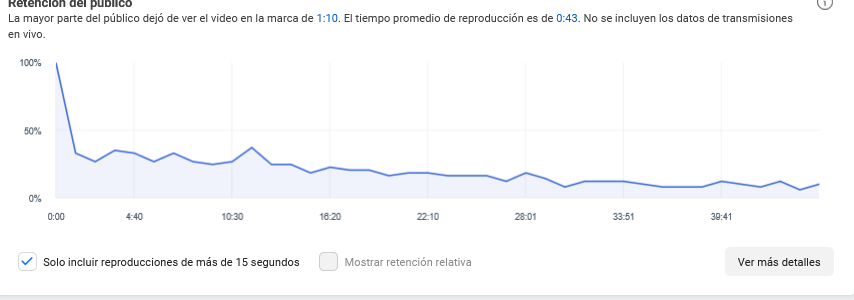 Retención del público
La mayor parte del público dejó de ver el video en la marca de 1:10. El tiempo promedio de reproducción es de 0:43. No se incluyen los datos de transmisiones
en vivo.
100%
50%
0%
0:00 4:40 10:30 16:20 22:10 28:01 33:51 39:41
Solo incluir reproducciones de más de 15 segundos Mostrar retención relativa Ver más detalles